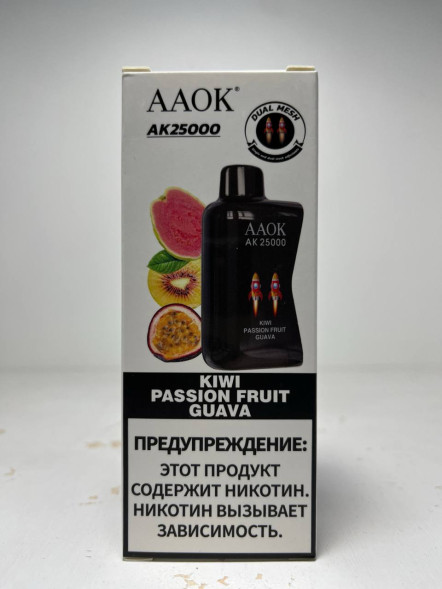 AAOK®
AK25000
DUAL MESH
AAOK
AK 25000
KIWI
PASSION FRUIT
GUAVA
KIWI
PASSION FRUIT
GUAVA
ПРЕДУПРЕЖДЕНИЕ:
ЭТОТ ПРОДУКТ
СОДЕРЖИТ НИКОТИН.
НИКОТИН ВЫЗЫВАЕТ
ЗАВИСИМОСТЬ.